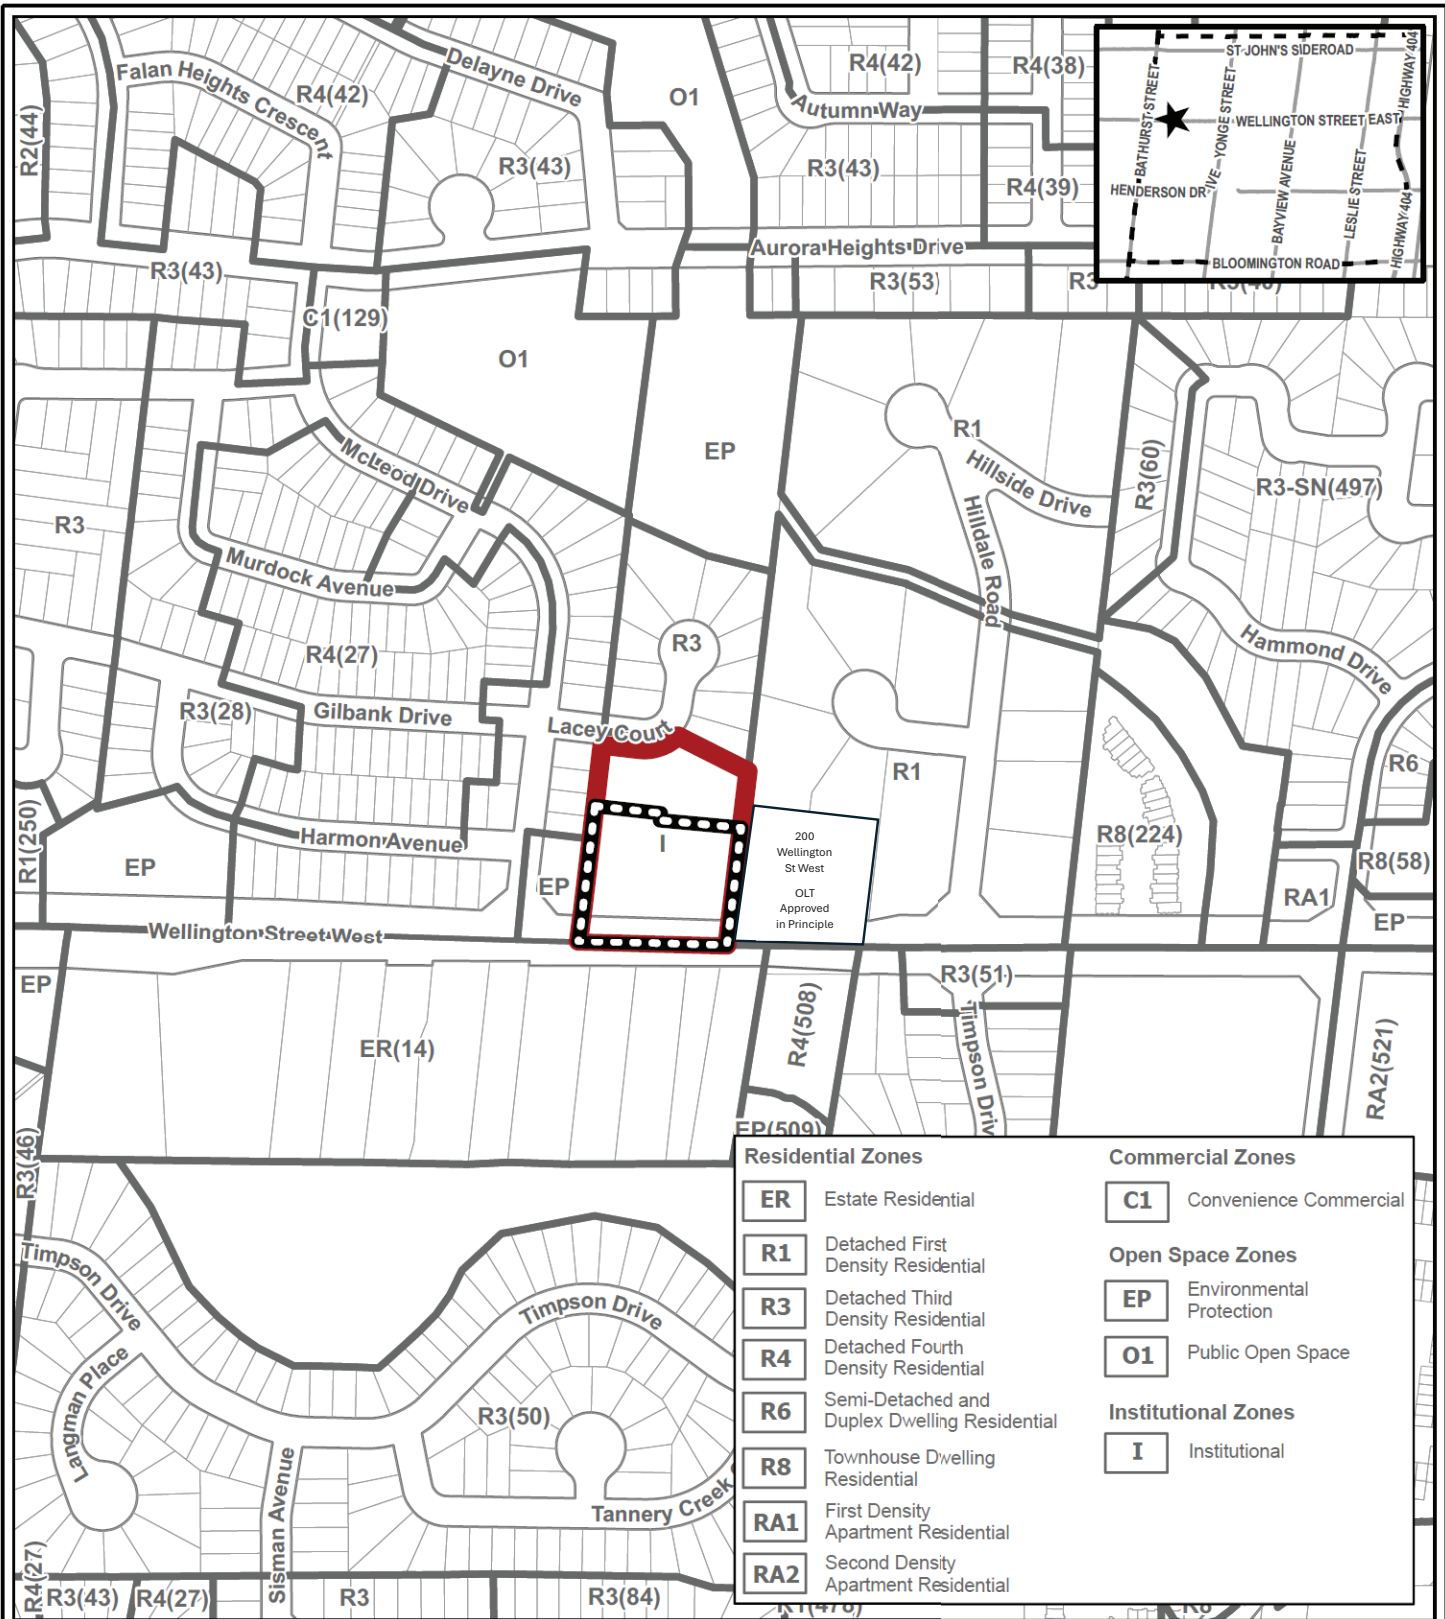 Delayne Drive
Falan Heights Crescent
R4(42)
R2(44)
R3(43)
O1
R4(42)
R4(38)
Autumn Way
R3(43)
R4(39)
Aurora Heights Drive
ST JOHN'S SIDEROAD
BATHURST STREET
YONGE STREET
WELLINGTON STREET EAST
HIGHWAY 404
HENDERSON DRIVE
BAYVIEW AVENUE
LESLIE STREET
HIGHWAY 404
BLOOMINGTON ROAD
R3(43)
C1(129)
O1
R3(53)
EP
R1
Hillside Drive
Hilldale Road
R3(60)
R3-SN(497)
McLeod Drive
R3
Murdock Avenue
R4(27)
R3
Hammond Drive
R3(28)
Gilbank Drive
Lacey Court
R1
R6
R1(250)
Harmon Avenue
EP
EP
I
200
Wellington
St West
OLT
Approved
in Principle
R8(224)
R8(58)
RA1
EP
Wellington Street West
EP
ER(14)
R4(508)
R3(51)
Timpson Driv
RA2(521)
EP(509)
R3(46)
Timpson Drive
Langman Place
Timpson Drive
R3(50)
Tannery Creek
Sisman Avenue
R4(27)
R3(43)
R4(27)
R3
R3(84)
Residential Zones
ER Estate Residential
R1 Detached First
Density Residential
R3 Detached Third
Density Residential
R4 Detached Fourth
Density Residential
R6 Semi-Detached and
Duplex Dwelling Residential
R8 Townhouse Dwelling
Residential
RA1 First Density
Apartment Residential
RA2 Second Density
Apartment Residential
Commercial Zones
C1 Convenience Commercial
Open Space Zones
EP Environmental
Protection
O1 Public Open Space
Institutional Zones
I Institutional